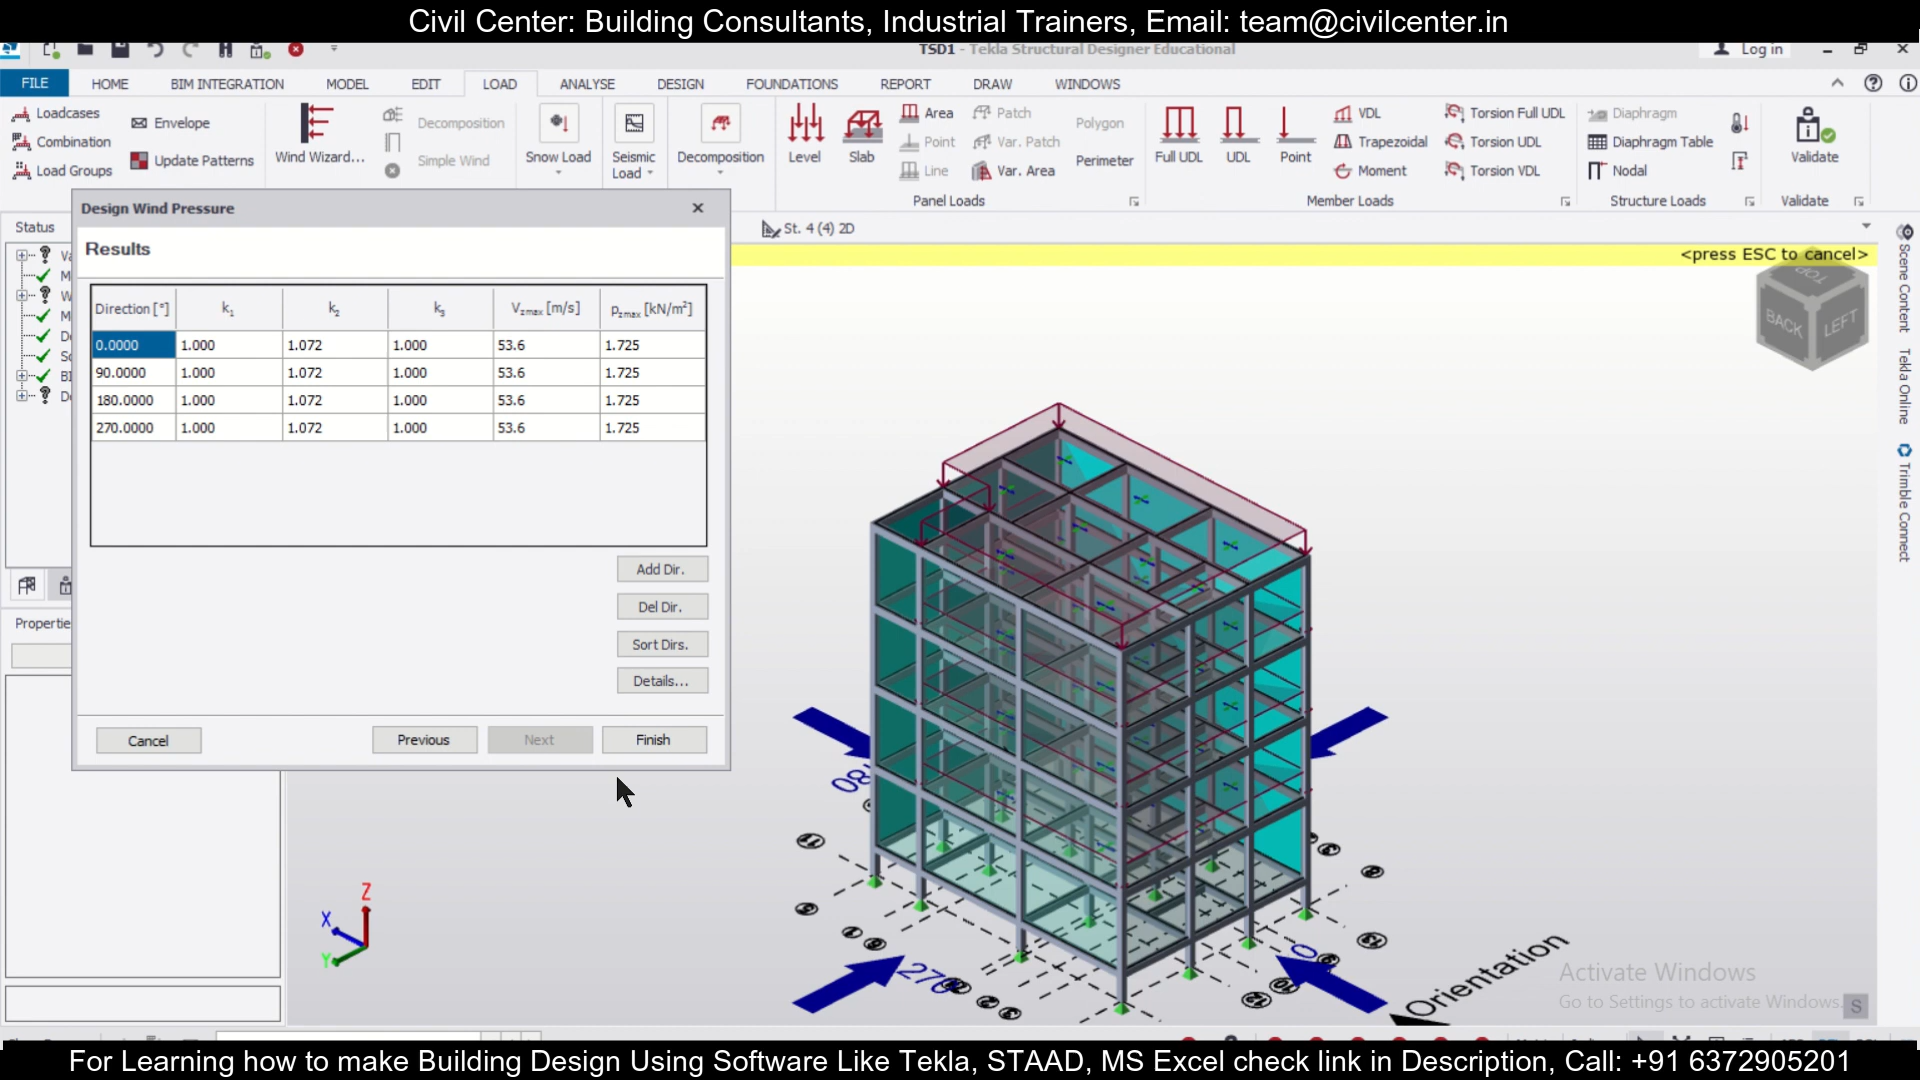 Civil Center: Building Consultants, Industrial Trainers, Email: team@civilcenter.in
TSD1 - Tekla Structural Designer Educational
Log in
FILE HOME BIM INTEGRATION MODEL EDIT LOAD ANALYSE DESIGN FOUNDATIONS REPORT DRAW WINDOWS
Loadcases
Combination
Load Groups
Envelope
Update Patterns
Wind Wizard...
Decomposition
Simple Wind
Snow Load
Seismic
Load
Decomposition
Level
Slab
Area
Point
Line
Patch
Var. Patch
Var. Area
Polygon
Perimeter
Panel Loads
Full UDL
UDL
Point
VDL
Trapezoidal
Moment
Torsion Full UDL
Torsion UDL
Torsion VDL
Member Loads
Diaphragm
Diaphragm Table
Nodal
Structure Loads
Validate
Validate
Status
Design Wind Pressure
Results
Direction [°] k₁ k₂ k₃ Vzmax [m/s] pzmax [kN/m²]
0.0000 1.000 1.072 1.000 53.6 1.725
90.0000 1.000 1.072 1.000 53.6 1.725
180.0000 1.000 1.072 1.000 53.6 1.725
270.0000 1.000 1.072 1.000 53.6 1.725
Add Dir.
Del Dir.
Sort Dirs.
Details...
Cancel Previous Next Finish
Propertie
St. 4 (4) 2D
<press ESC to cancel>
TOP
BACK
LEFT
Scene Content
Tekla Online
Trimble Connect
Z
X
Y
0
Orientation
Activate Windows
Go to Settings to activate Windows.
S
For Learning how to make Building Design Using Software Like Tekla, STAAD, MS Excel check link in Description, Call: +91 6372905201